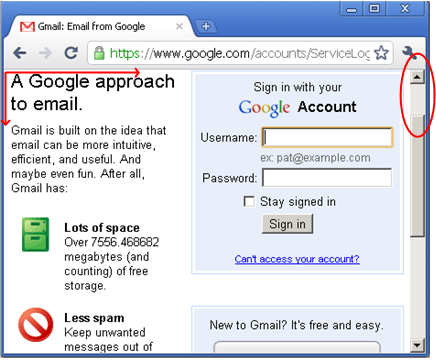 Gmail: Email from Google
https://www.google.com/accounts/ServiceLog
A Google approach
to email.
Gmail is built on the idea that
email can be more intuitive,
efficient, and useful. And
maybe even fun. After all,
Gmail has:
Lots of space
Over 7556.468682
megabytes (and
counting) of free
storage.
Less spam
Keep unwanted
messages out of
Sign in with your
Google Account
Username:
ex: pat@example.com
Password:
Stay signed in
Sign in
Can't access your account?
New to Gmail? It's free and easy.